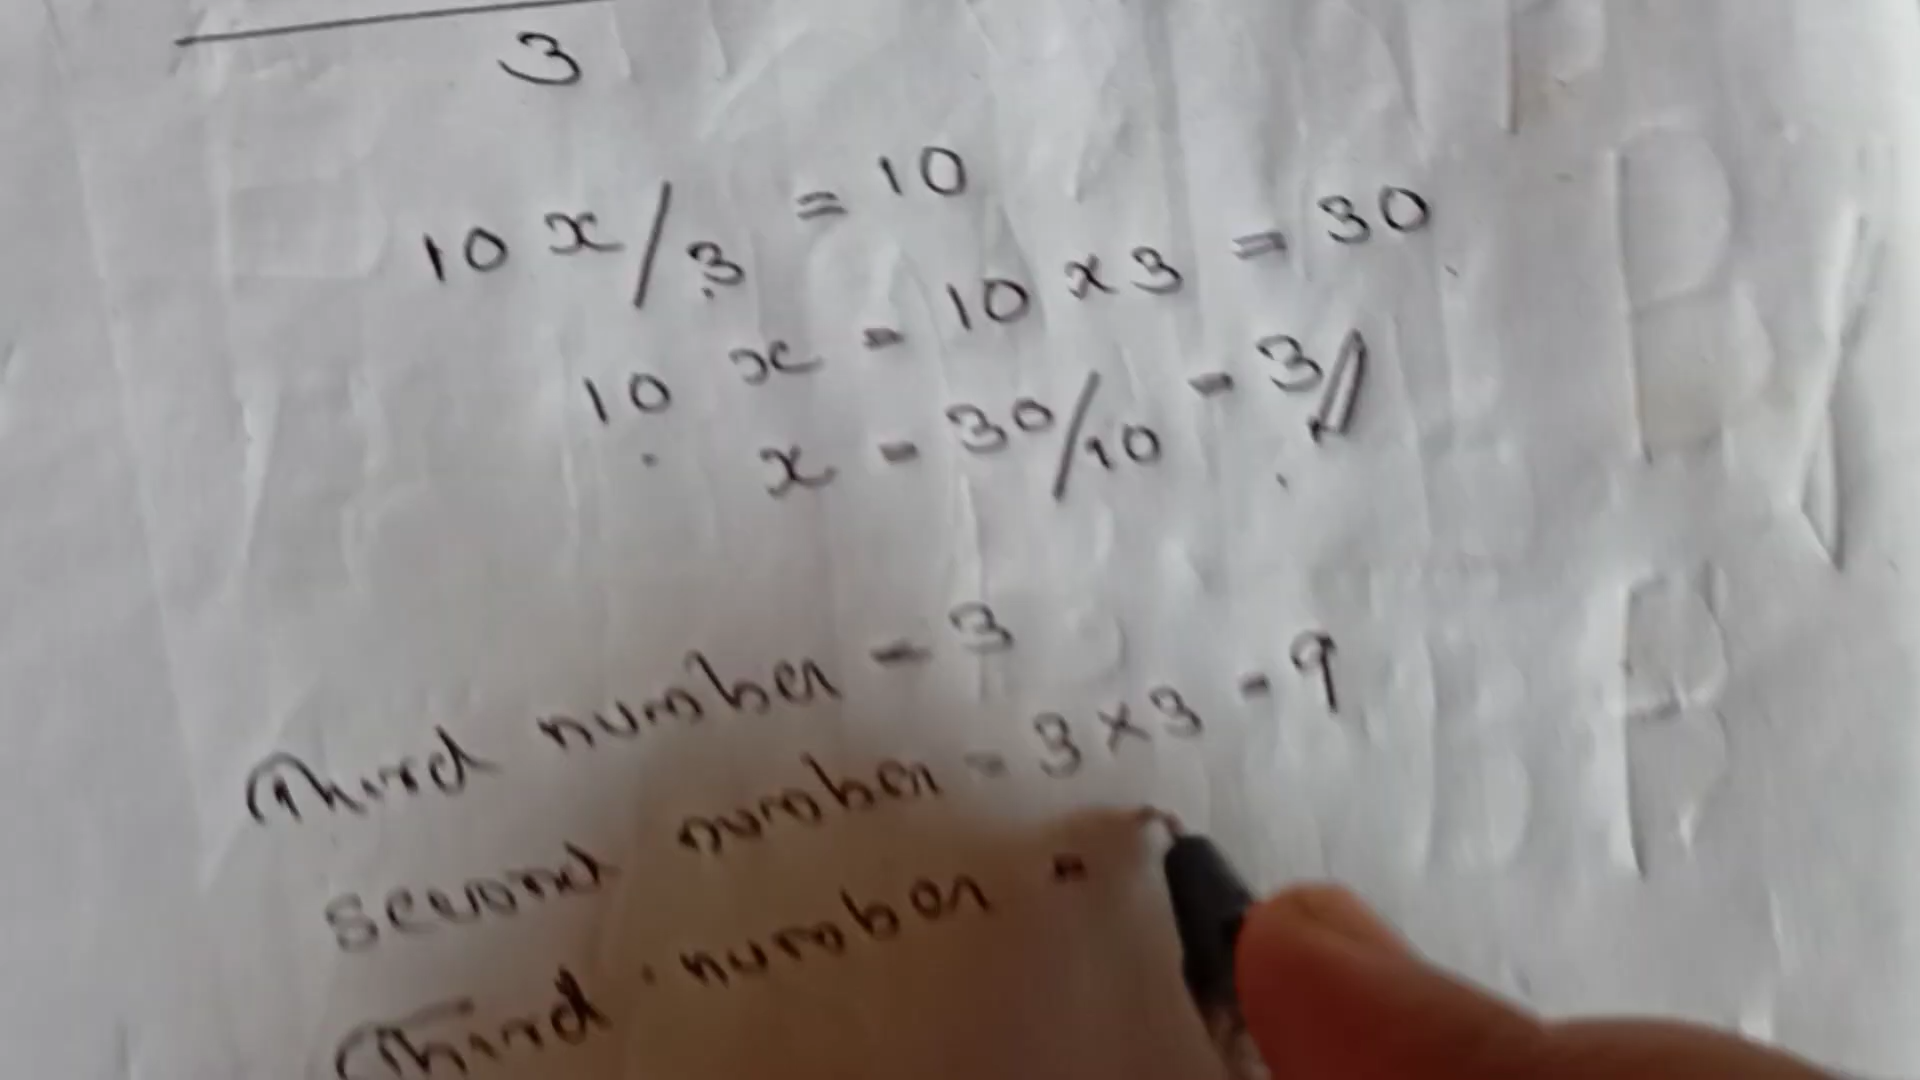 3
10 x/3 = 10
10 x = 10 x 3 = 30
x = 30/10 = 3//
Third number = 3
second number = 3 x 3 = 9
Third number =